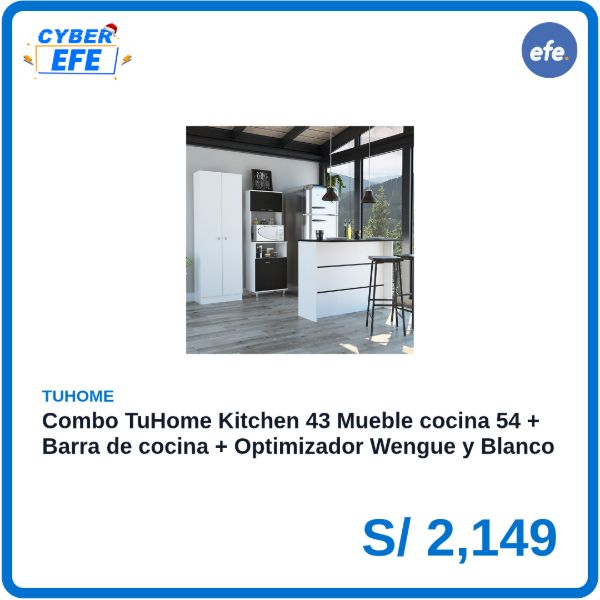 CYBER
EFE
efe.
TUHOME
Combo TuHome Kitchen 43 Mueble cocina 54 +
Barra de cocina + Optimizador Wengue y Blanco
S/ 2,149